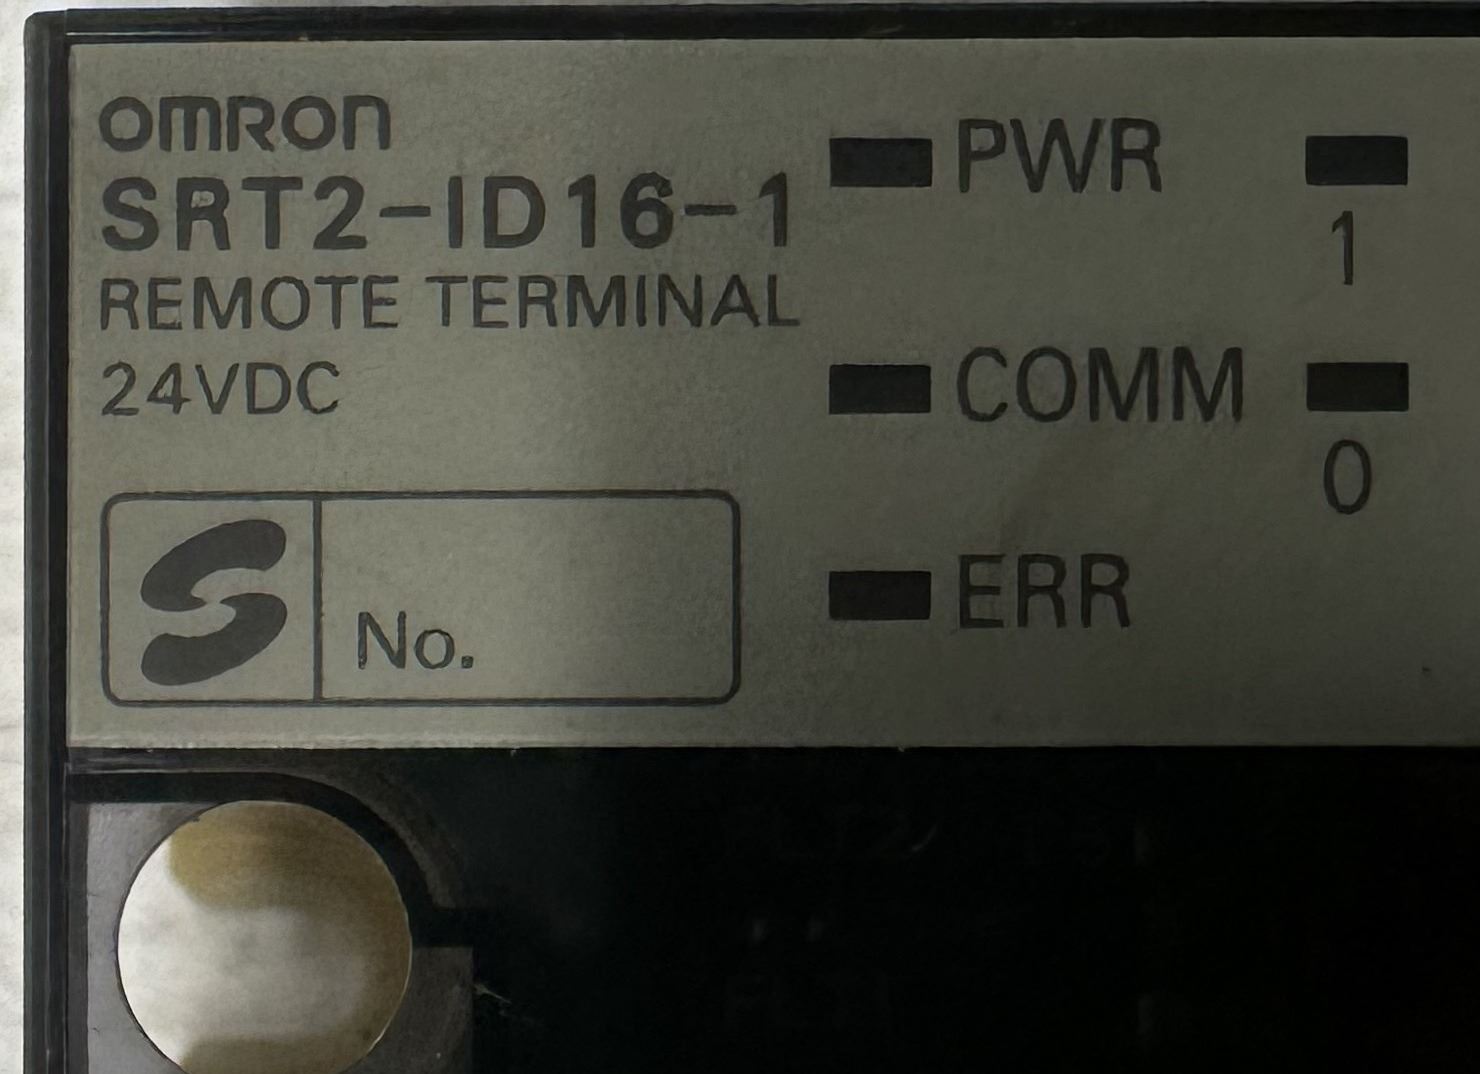 omron
SRT2-ID16-1
REMOTE TERMINAL
24VDC
No.
PWR
1
COMM
0
ERR